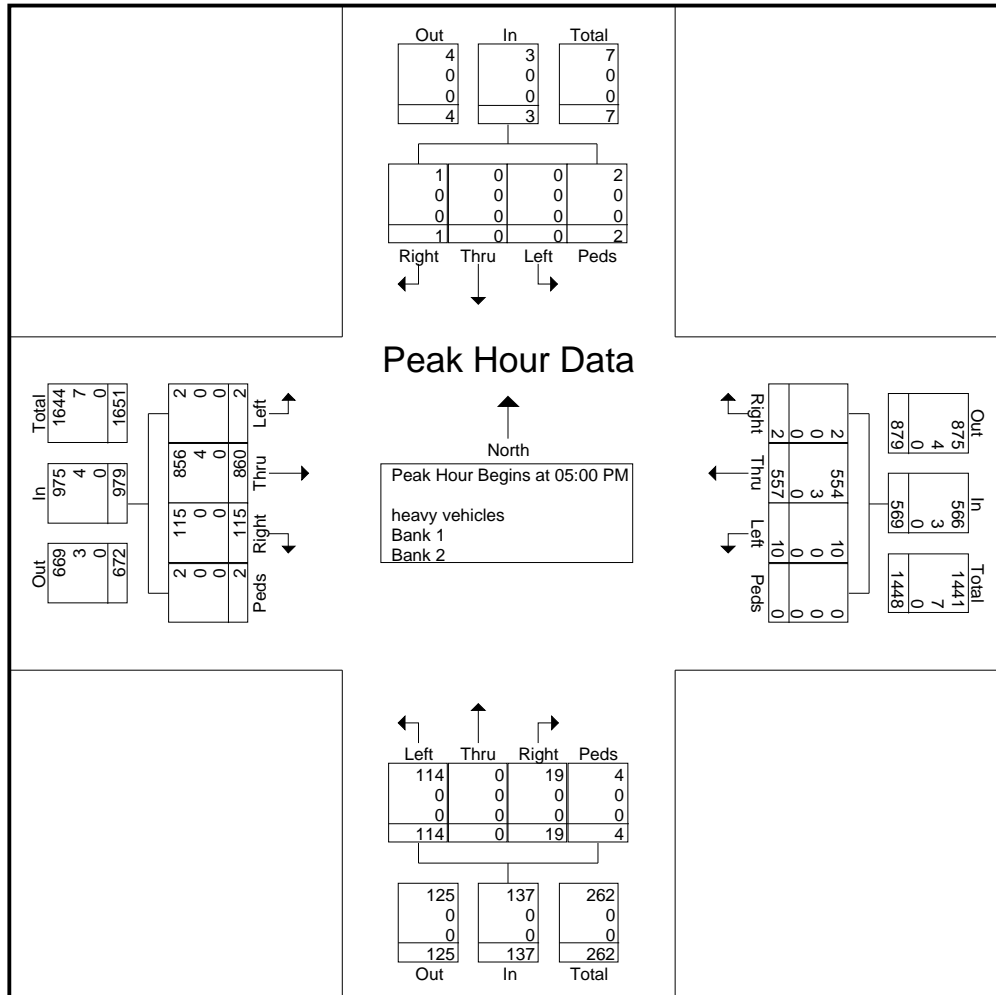 Out In Total
4 3 7
0 0 0
0 0 0
4 3 7
1 0 0 2
0 0 0 0
0 0 0 0
1 0 0 2
Right Thru Left Peds
Peak Hour Data
North
Peak Hour Begins at 05:00 PM
heavy vehicles
Bank 1
Bank 2
Total
1644
7
0
1651
In
975
4
0
979
Out
669
3
0
672
2
0
0
2
Left
856
4
0
860
Thru
115
0
0
115
Right
2
0
0
2
Peds
Right
2
0
0
2
Thru
554
3
0
557
Left
10
0
0
10
Peds
0
0
0
0
Out
875
4
0
879
In
566
3
0
569
Total
1441
7
0
1448
Left Thru Right Peds
114 0 19 4
0 0 0 0
0 0 0 0
114 0 19 4
125 137 262
0 0 0
0 0 0
125 137 262
Out In Total